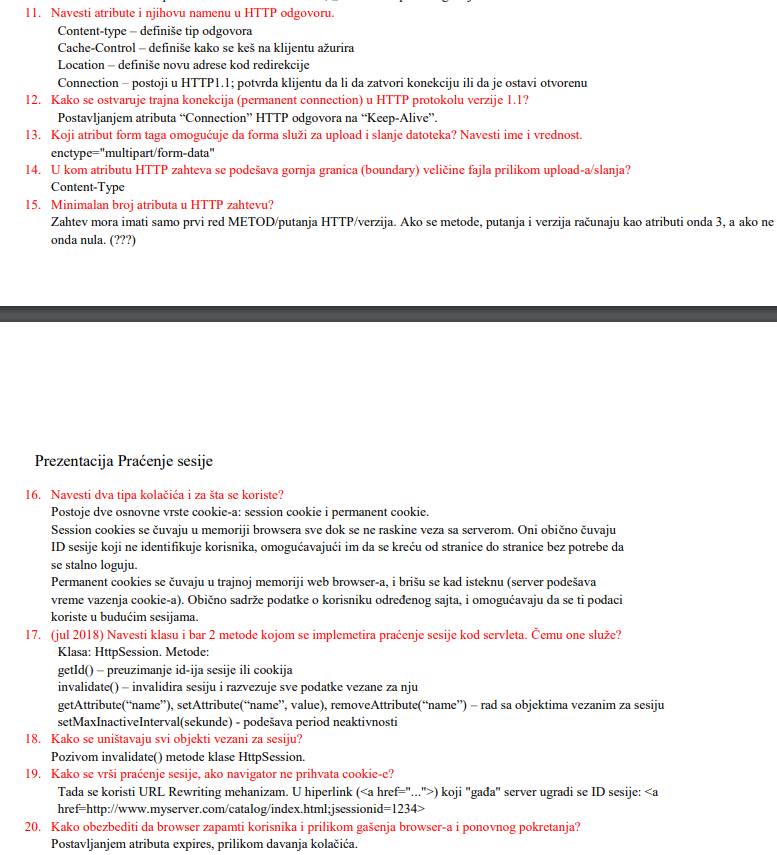 11. Navesti atribute i njihovu namenu u HTTP odgovoru.
Content-type – definiše tip odgovora
Cache-Control – definiše kako se keš na klijentu ažurira
Location – definiše novu adrese kod redirekcije
Connection – postoji u HTTP1.1; potvrda klijentu da li da zatvori konekciju ili da je ostavi otvorenu
12. Kako se ostvaruje trajna konekcija (permanent connection) u HTTP protokolu verzije 1.1?
Postavljanjem atributa “Connection” HTTP odgovora na “Keep-Alive”.
13. Koji atribut form taga omogućuje da forma služi za upload i slanje datoteka? Navesti ime i vrednost.
enctype="multipart/form-data"
14. U kom atributu HTTP zahteva se podešava gornja granica (boundary) veličine fajla prilikom upload-a/slanja?
Content-Type
15. Minimalan broj atributa u HTTP zahtevu?
Zahtev mora imati samo prvi red METOD/putanja HTTP/verzija. Ako se metode, putanja i verzija računaju kao atributi onda 3, a ako ne
onda nula. (???)
Prezentacija Praćenje sesije
16. Navesti dva tipa kolačića i za šta se koriste?
Postoje dve osnovne vrste cookie-a: session cookie i permanent cookie.
Session cookies se čuvaju u memoriji browsera sve dok se ne raskine veza sa serverom. Oni obično čuvaju
ID sesije koji ne identifikuje korisnika, omogućavajući im da se kreću od stranice do stranice bez potrebe da
se stalno loguju.
Permanent cookies se čuvaju u trajnoj memoriji web browser-a, i brišu se kad isteknu (server podešava
vreme vazenja cookie-a). Obično sadrže podatke o korisniku određenog sajta, i omogućavaju da se ti podaci
koriste u budućim sesijama.
17. (jul 2018) Navesti klasu i bar 2 metode kojom se implemetira praćenje sesije kod servleta. Čemu one služe?
Klasa: HttpSession. Metode:
getId() – preuzimanje id-ija sesije ili cookija
invalidate() – invalidira sesiju i razvezuje sve podatke vezane za nju
getAttribute(“name”), setAttribute(“name”, value), removeAttribute(“name”) – rad sa objektima vezanim za sesiju
setMaxInactiveInterval(sekunde) - podešava period neaktivnosti
18. Kako se uništavaju svi objekti vezani za sesiju?
Pozivom invalidate() metode klase HttpSession.
19. Kako se vrši praćenje sesije, ako navigator ne prihvata cookie-e?
Tada se koristi URL Rewriting mehanizam. U hiperlink (<a href="...">) koji "gađa" server ugradi se ID sesije: <a
href=http://www.myserver.com/catalog/index.html;jsessionid=1234>
20. Kako obezbediti da browser zapamti korisnika i prilikom gašenja browser-a i ponovnog pokretanja?
Postavljanjem atributa expires, prilikom davanja kolačića.